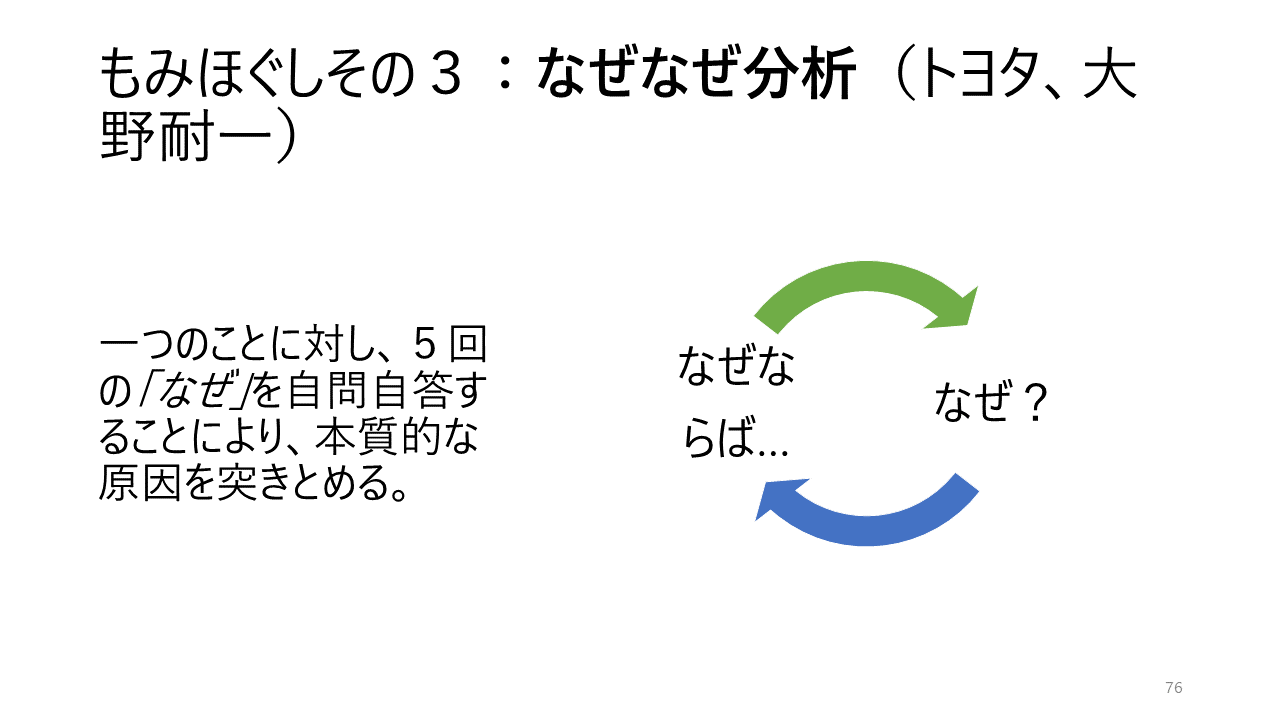 もみほぐしその3：なぜなぜ分析（トヨタ、大
野耐一）
一つのことに対し、5回
の「なぜ」を自問自答す
ることにより、本質的な
原因を突きとめる。
なぜな
らば…
なぜ？
76